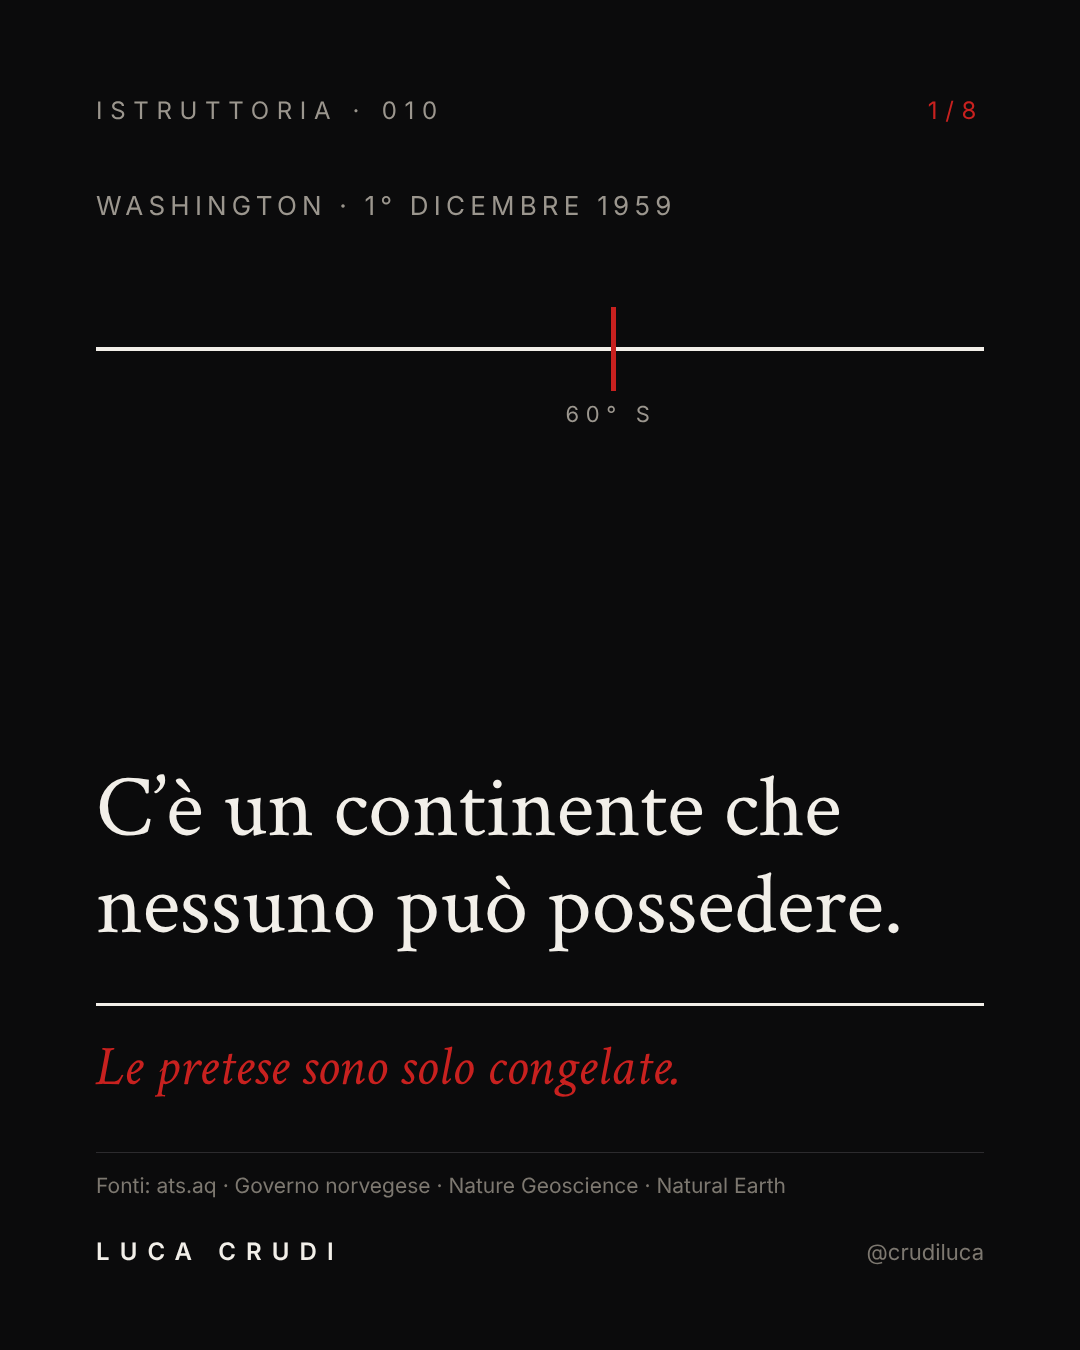 ISTRUTTORIA · 010
1/8
WASHINGTON · 1° DICEMBRE 1959
60° S
C’è un continente che
nessuno può possedere.
Le pretese sono solo congelate.
Fonti: ats.aq · Governo norvegese · Nature Geoscience · Natural Earth
LUCA CRUDI
@crudiluca